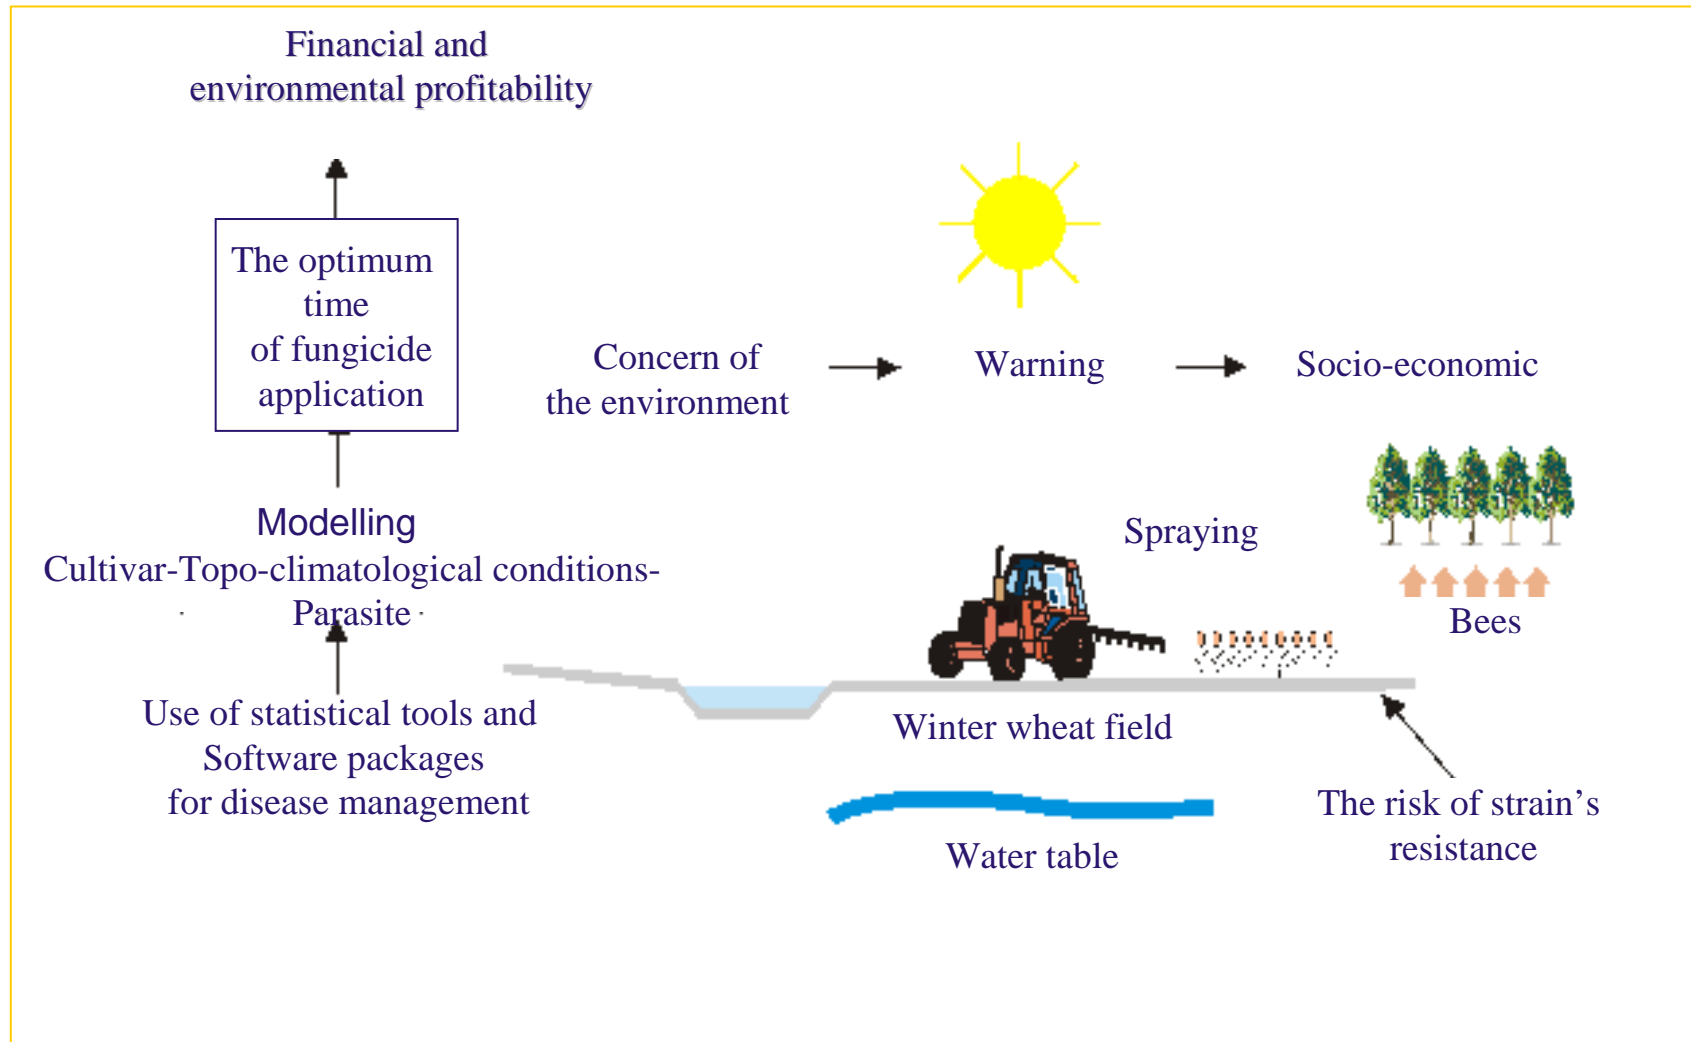 Financial and
environmental profitability
The optimum
time
of fungicide
application
Concern of
the environment
Warning
Socio-economic
Modelling
Cultivar-Topo-climatological conditions-
Parasite
Spraying
Bees
Use of statistical tools and
Software packages
for disease management
Winter wheat field
Water table
The risk of strain’s
resistance